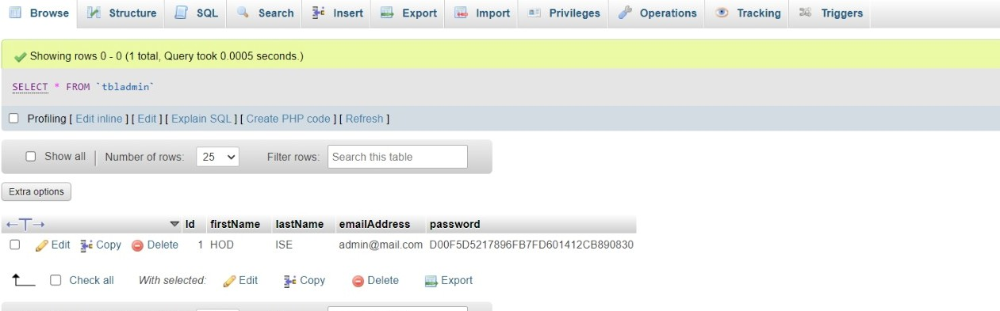 Browse Structure SQL Search Insert Export Import Privileges Operations Tracking Triggers
Showing rows 0 - 0 (1 total, Query took 0.0005 seconds.)
SELECT * FROM `tbladmin`
Profiling [ Edit inline ] [ Edit ] [ Explain SQL ] [ Create PHP code ] [ Refresh ]
Show all Number of rows: 25 Filter rows: Search this table
Extra options
Id firstName lastName emailAddress password
Edit Copy Delete 1 HOD ISE admin@mail.com D00F5D5217896FB7FD601412CB890830
Check all With selected: Edit Copy Delete Export